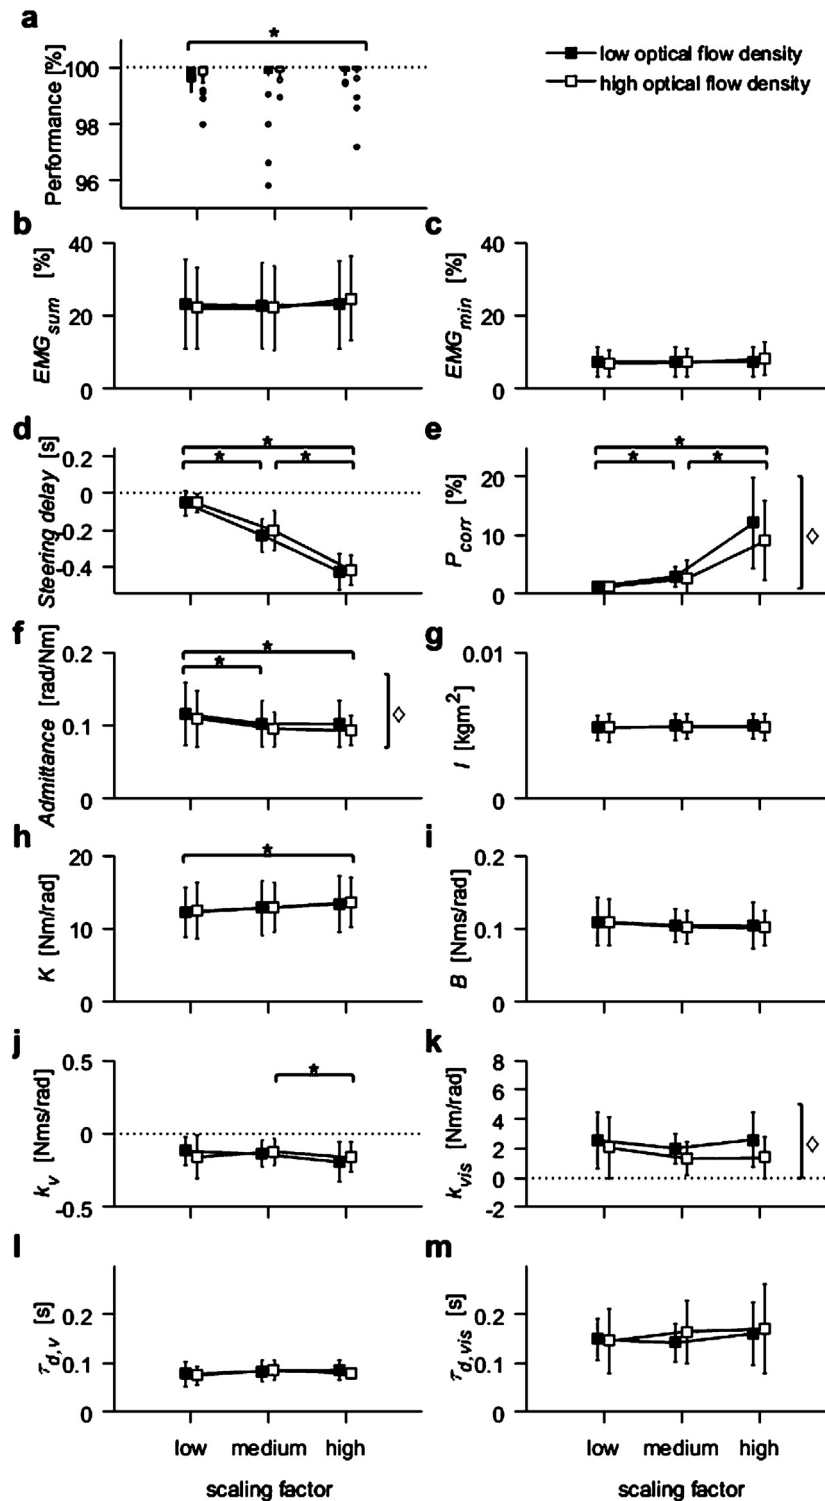 a
*
100
98
96
Performance [%]
low optical flow density
high optical flow density
b
40
20
0
EMG_sum [%]
c
40
20
0
EMG_min [%]
d
0.2
0
-0.2
-0.4
Steering delay [s]
*
* *
e
20
10
0
P_corr [%]
*
* *
◊
f
0.2
0.1
0
Admittance [rad/Nm]
*
*
◊
g
0.01
0
I [kgm²]
h
20
10
0
K [Nm/rad]
*
i
0.2
0.1
0
B [Nms/rad]
j
0.5
0
-0.5
k_v [Nms/rad]
*
k
8
6
4
2
0
-2
k_vis [Nm/rad]
◊
l
0.2
0.1
0
τ_d,v [s]
low medium high
scaling factor
m
0.2
0.1
0
τ_d,vis [s]
low medium high
scaling factor